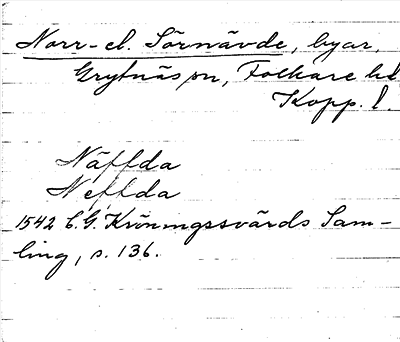 Norr- el. Sörnävde, byar,
Grytnäs sn, Folkare hd
Kopp. l.
Näffda
Neffda
1542 C.G. Kröningssvärds Sam-
ling, s. 136.